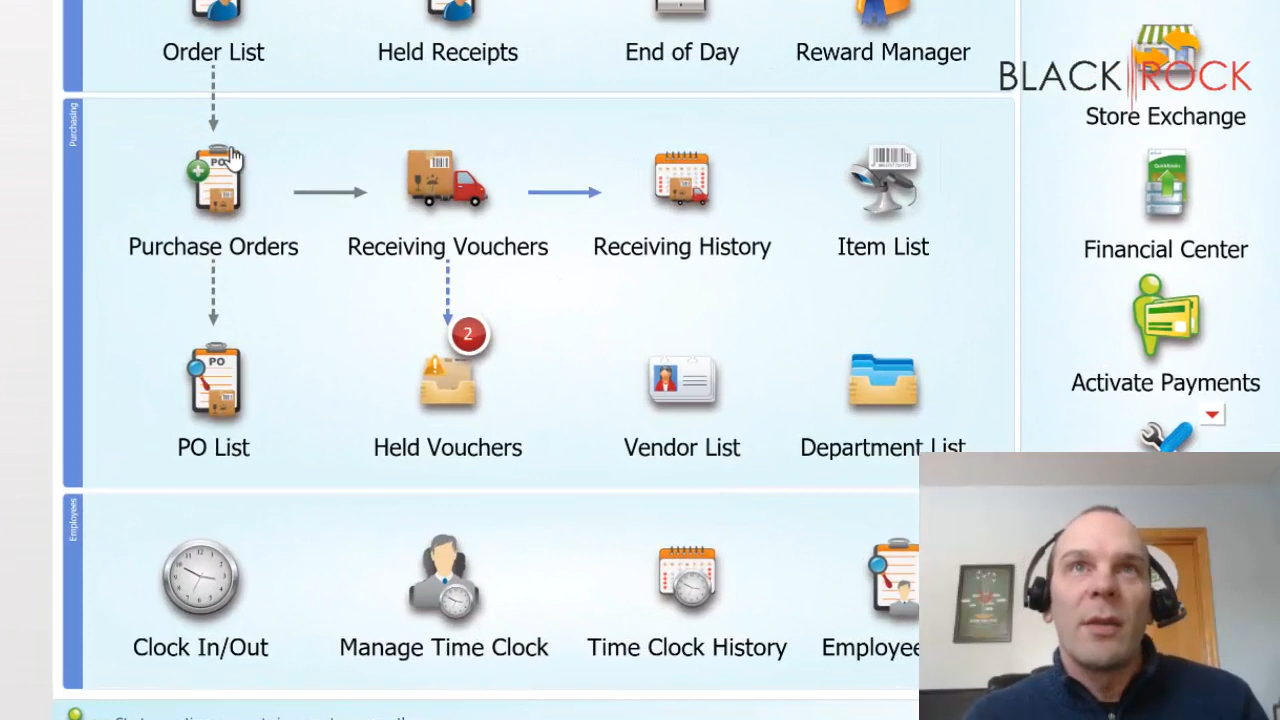 Order List
Held Receipts
End of Day
Reward Manager
BLACK ROCK
Store Exchange
Purchasing
PO
Purchase Orders
Receiving Vouchers
Receiving History
Item List
Financial Center
2
PO
PO List
Held Vouchers
Vendor List
Department List
Activate Payments
Employees
Clock In/Out
Manage Time Clock
Time Clock History
Employee